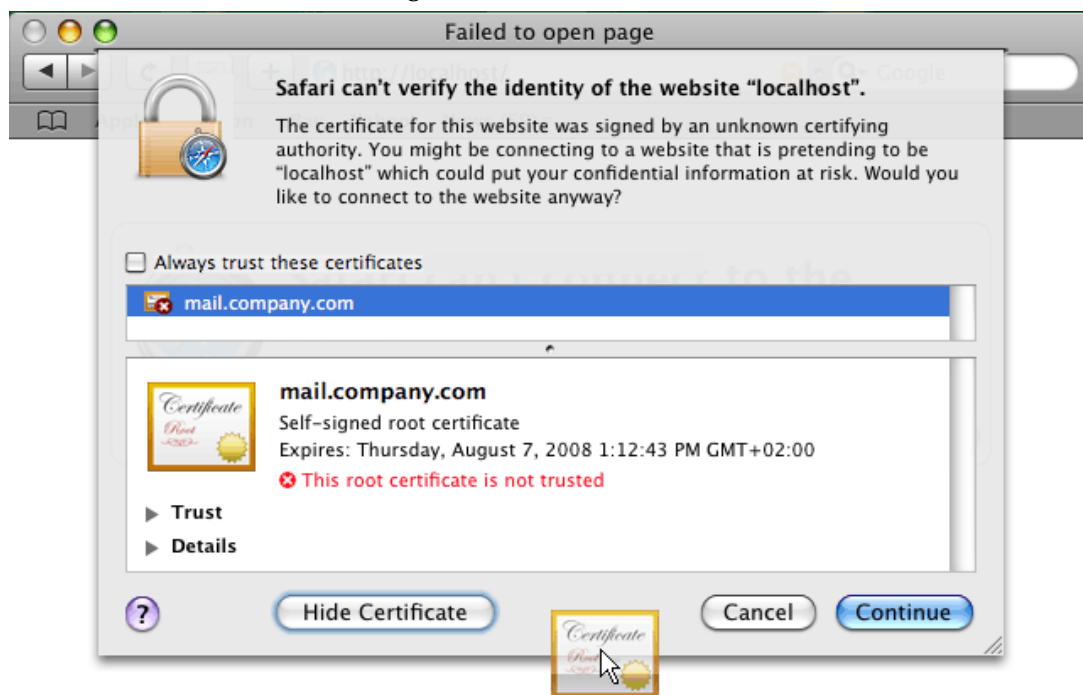 Failed to open page
http://localhost/
Google
Safari can't verify the identity of the website “localhost”.
The certificate for this website was signed by an unknown certifying
authority. You might be connecting to a website that is pretending to be
“localhost” which could put your confidential information at risk. Would you
like to connect to the website anyway?
Always trust these certificates
mail.company.com
Certificate
Root
mail.company.com
Self-signed root certificate
Expires: Thursday, August 7, 2008 1:12:43 PM GMT+02:00
This root certificate is not trusted
Trust
Details
?
Hide Certificate
Cancel
Continue
Certificate
Root